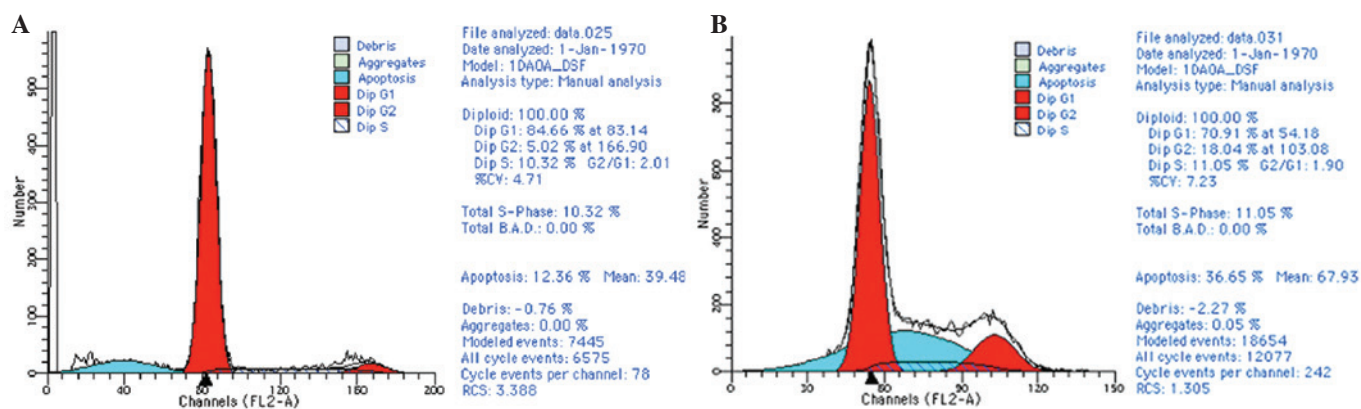 A
Number
0 100 200 300 400 500
0 40 80 120 160 200
Channels (FL2-A)
Debris
Aggregates
Apoptosis
Dip G1
Dip G2
Dip S
File analyzed: data.025
Date analyzed: 1-Jan-1970
Model: 1DA0A_DSF
Analysis type: Manual analysis
Diploid: 100.00 %
Dip G1: 84.66 % at 83.14
Dip G2: 5.02 % at 166.90
Dip S: 10.32 % G2/G1: 2.01
%CV: 4.71
Total S-Phase: 10.32 %
Total B.A.D.: 0.00 %
Apoptosis: 12.36 % Mean: 39.48
Debris: -0.76 %
Aggregates: 0.00 %
Modeled events: 7445
All cycle events: 6575
Cycle events per channel: 78
RCS: 3.388
B
Number
0 200 400 600 800
0 30 60 90 120 150
Channels (FL2-A)
Debris
Aggregates
Apoptosis
Dip G1
Dip G2
Dip S
File analyzed: data.031
Date analyzed: 1-Jan-1970
Model: 1DA0A_DSF
Analysis type: Manual analysis
Diploid: 100.00 %
Dip G1: 70.91 % at 54.18
Dip G2: 18.04 % at 103.08
Dip S: 11.05 % G2/G1: 1.90
%CV: 7.23
Total S-Phase: 11.05 %
Total B.A.D.: 0.00 %
Apoptosis: 36.65 % Mean: 67.93
Debris: -2.27 %
Aggregates: 0.05 %
Modeled events: 18654
All cycle events: 12077
Cycle events per channel: 242
RCS: 1.305